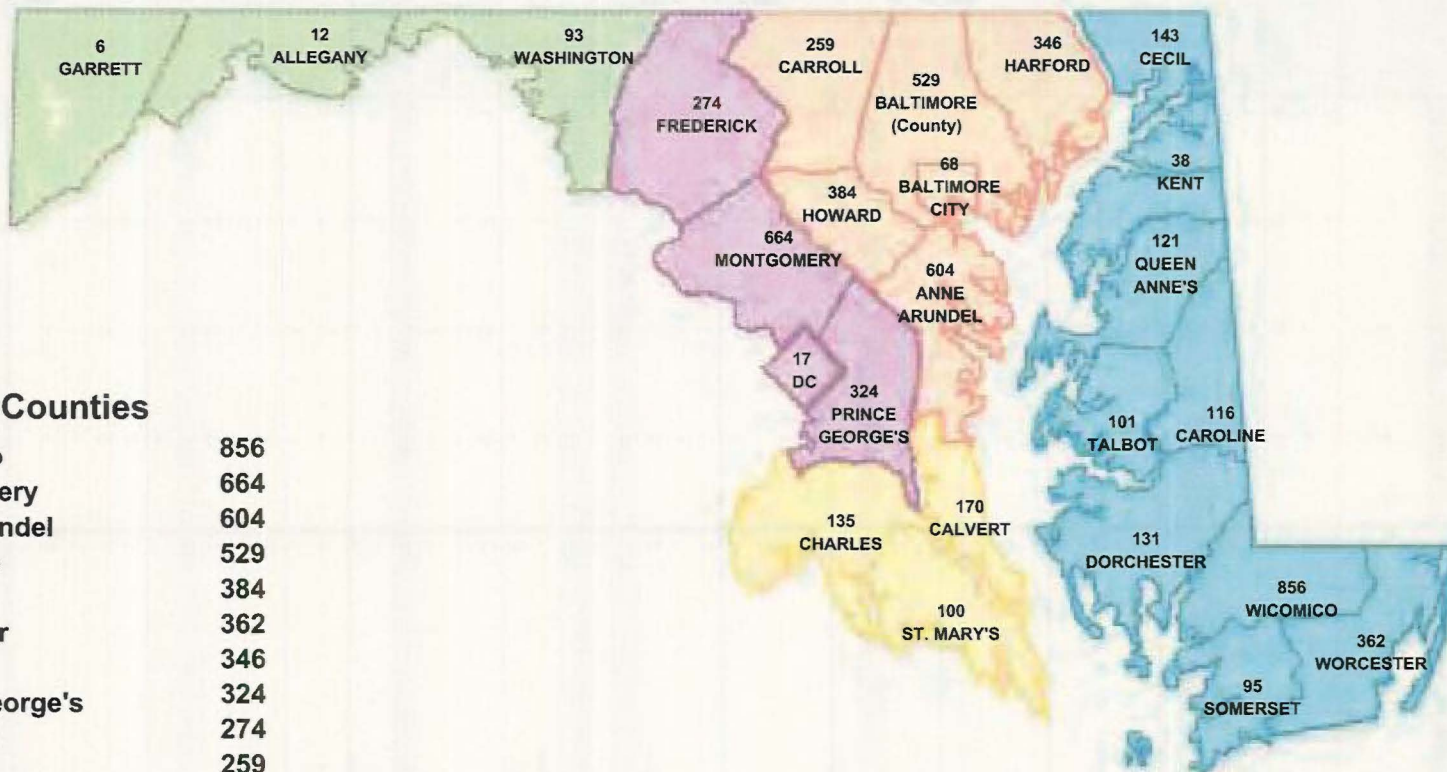 6
GARRETT
12
ALLEGANY
93
WASHINGTON
274
FREDERICK
259
CARROLL
529
BALTIMORE
(County)
346
HARFORD
143
CECIL
68
BALTIMORE
CITY
384
HOWARD
38
KENT
664
MONTGOMERY
604
ANNE
ARUNDEL
121
QUEEN
ANNE'S
17
DC
324
PRINCE
GEORGE'S
101
TALBOT
116
CAROLINE
135
CHARLES
170
CALVERT
131
DORCHESTER
100
ST. MARY'S
856
WICOMICO
362
WORCESTER
95
SOMERSET
Counties
856
ery 664
ndel 604
529
384
r 362
346
eorge's 324
274
259